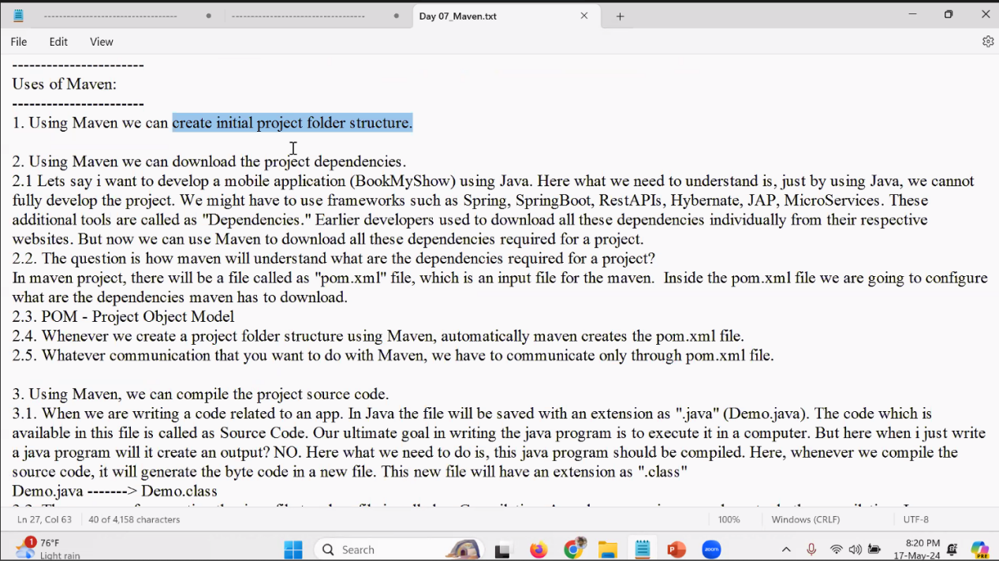 Day 07_Maven.txt
File Edit View
-----------------------
Uses of Maven:
-----------------------
1. Using Maven we can create initial project folder structure.
2. Using Maven we can download the project dependencies.
2.1 Lets say i want to develop a mobile application (BookMyShow) using Java. Here what we need to understand is, just by using Java, we cannot
fully develop the project. We might have to use frameworks such as Spring, SpringBoot, RestAPIs, Hybernate, JAP, MicroServices. These
additional tools are called as "Dependencies." Earlier developers used to download all these dependencies individually from their respective
websites. But now we can use Maven to download all these dependencies required for a project.
2.2. The question is how maven will understand what are the dependencies required for a project?
In maven project, there will be a file called as "pom.xml" file, which is an input file for the maven.  Inside the pom.xml file we are going to configure
what are the dependencies maven has to download.
2.3. POM - Project Object Model
2.4. Whenever we create a project folder structure using Maven, automatically maven creates the pom.xml file.
2.5. Whatever communication that you want to do with Maven, we have to communicate only through pom.xml file.
3. Using Maven, we can compile the project source code.
3.1. When we are writing a code related to an app. In Java the file will be saved with an extension as ".java" (Demo.java). The code which is
available in this file is called as Source Code. Our ultimate goal in writing the java program is to execute it in a computer. But here when i just write
a java program will it create an output? NO. Here what we need to do is, this java program should be compiled. Here, whenever we compile the
source code, it will generate the byte code in a new file. This new file will have an extension as ".class"
Demo.java -------> Demo.class
Ln 27, Col 63 40 of 4,158 characters 100% Windows (CRLF) UTF-8
1 76°F
Light rain
Search
zoom
PRE
8:20 PM
17-May-24